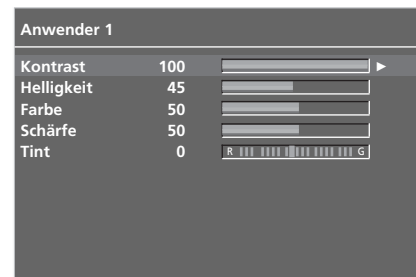 Anwender 1
Kontrast 100
Helligkeit 45
Farbe 50
Schärfe 50
Tint 0 R G